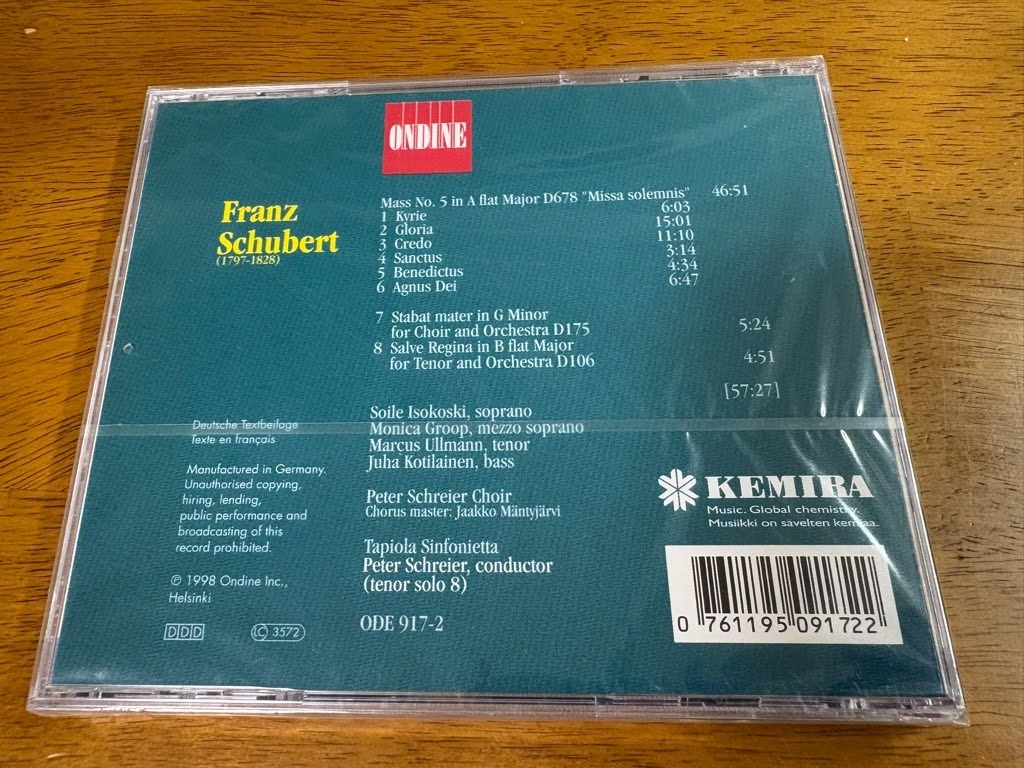 ONDINE
Franz
Schubert
(1797-1828)
Mass No. 5 in A flat Major D678 "Missa solemnis" 46:51
1 Kyrie 6:03
2 Gloria 15:01
3 Credo 11:10
4 Sanctus 3:14
5 Benedictus 4:34
6 Agnus Dei 6:47
7 Stabat mater in G Minor
for Choir and Orchestra D175 5:24
8 Salve Regina in B flat Major
for Tenor and Orchestra D106 4:51
[57:27]
Soile Isokoski, soprano
Monica Groop, mezzo soprano
Marcus Ullmann, tenor
Juha Kotilainen, bass
Peter Schreier Choir
Chorus master: Jaakko Mäntyjärvi
Tapiola Sinfonietta
Peter Schreier, conductor
(tenor solo 8)
ODE 917-2
Deutsche Textbeilage
Texte en français
Manufactured in Germany.
Unauthorised copying,
hiring, lending,
public performance and
broadcasting of this
record prohibited.
℗ 1998 Ondine Inc.,
Helsinki
DDD
LC 3572
KEMIRA
Music. Global chemistry.
Musiikki on sävelten kemiaa.
0 761195 091722